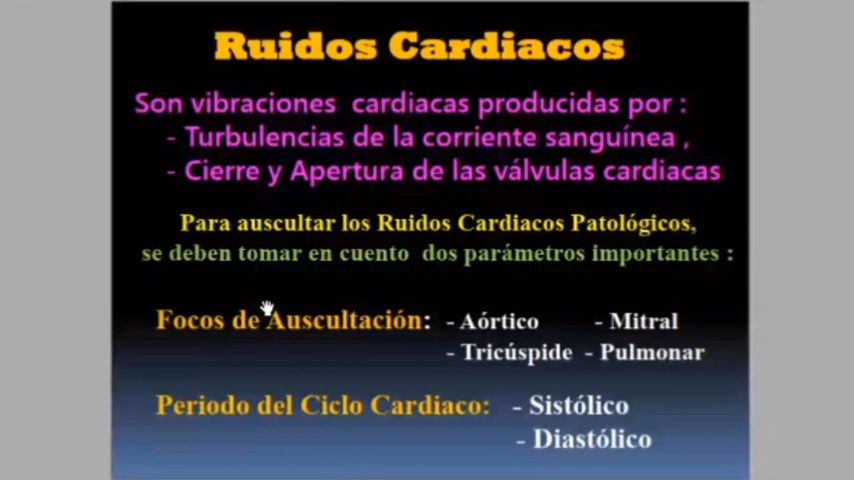 Ruidos Cardiacos
Son vibraciones cardiacas producidas por :
- Turbulencias de la corriente sanguínea ,
- Cierre y Apertura de las válvulas cardiacas
Para auscultar los Ruidos Cardiacos Patológicos,
se deben tomar en cuento dos parámetros importantes :
Focos de Auscultación: - Aórtico - Mitral
- Tricúspide - Pulmonar
Periodo del Ciclo Cardiaco: - Sistólico
- Diastólico